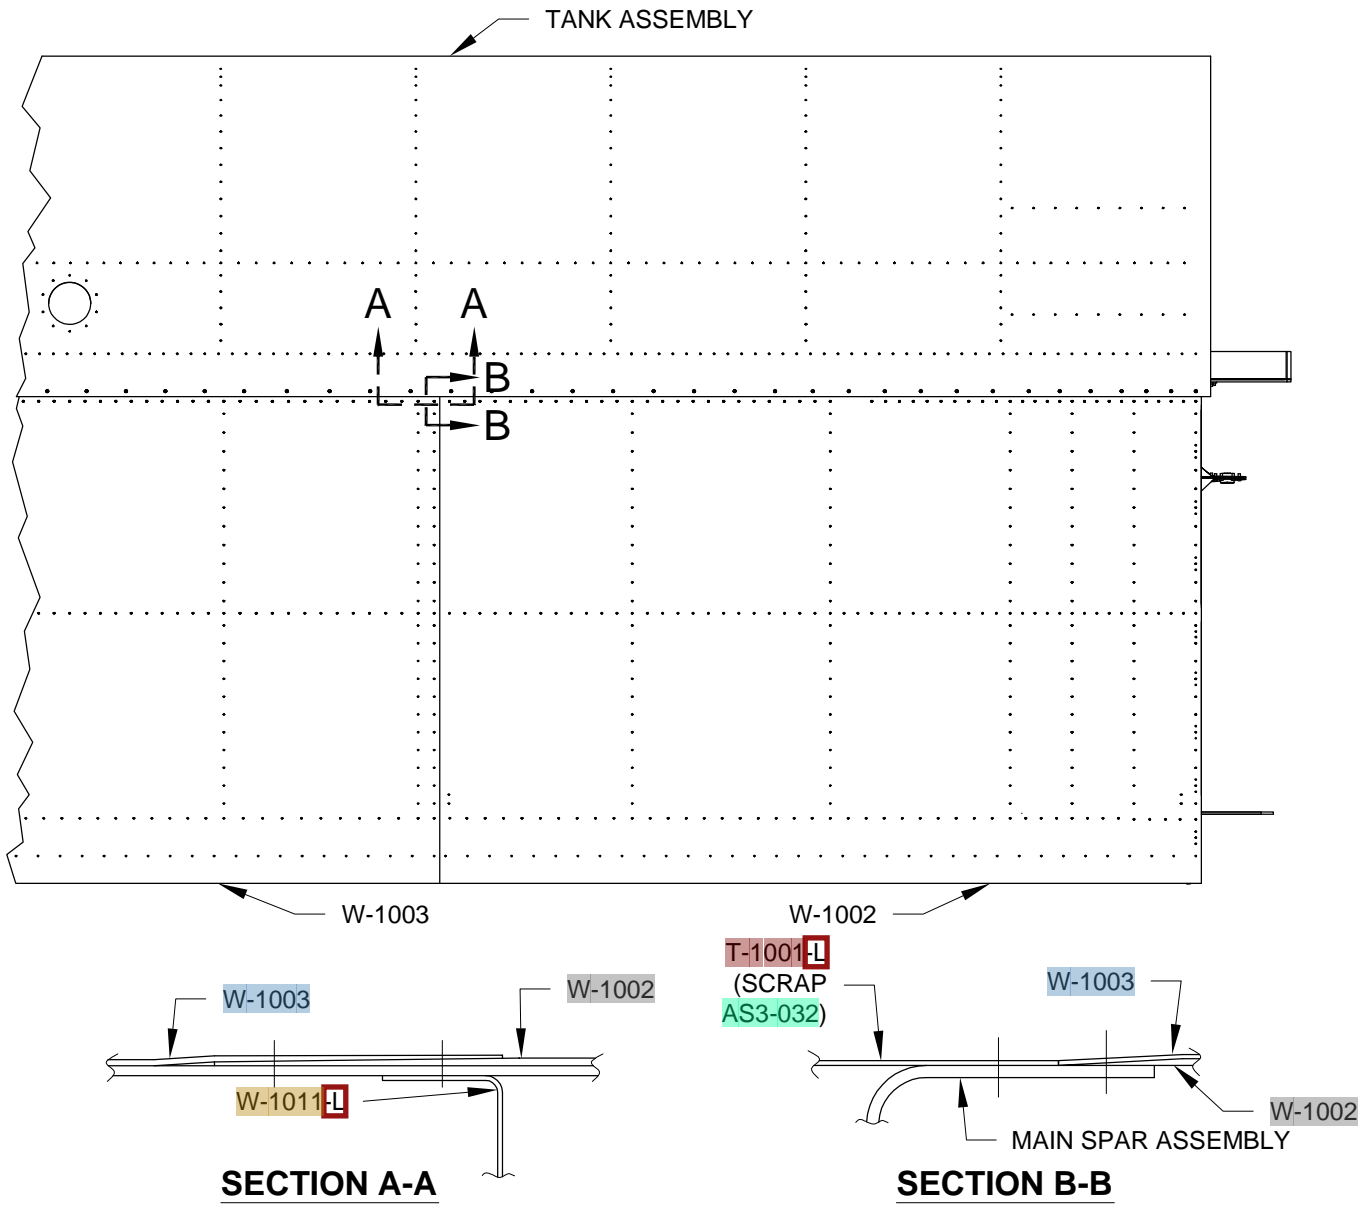 TANK ASSEMBLY
A
A
B
B
W-1003
W-1002
T-1001-L
(SCRAP
AS3-032)
W-1003
W-1002
W-1003
W-1011-L
W-1002
MAIN SPAR ASSEMBLY
SECTION A-A
SECTION B-B